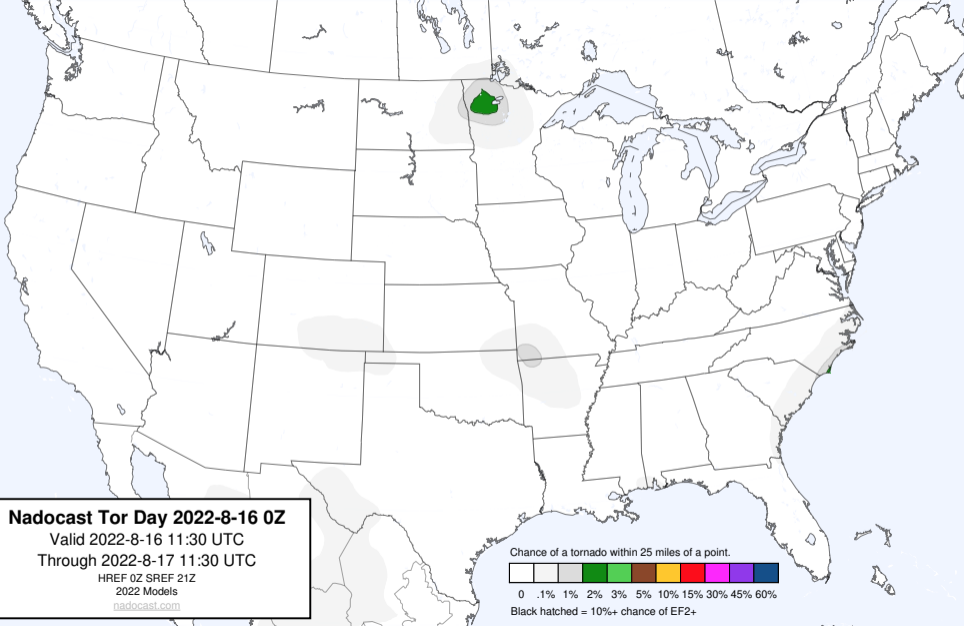 Nadocast Tor Day 2022-8-16 0Z
Valid 2022-8-16 11:30 UTC
Through 2022-8-17 11:30 UTC
HREF 0Z SREF 21Z
2022 Models
nadocast.com
Chance of a tornado within 25 miles of a point.
0 .1% 1% 2% 3% 5% 10% 15% 30% 45% 60%
Black hatched = 10%+ chance of EF2+